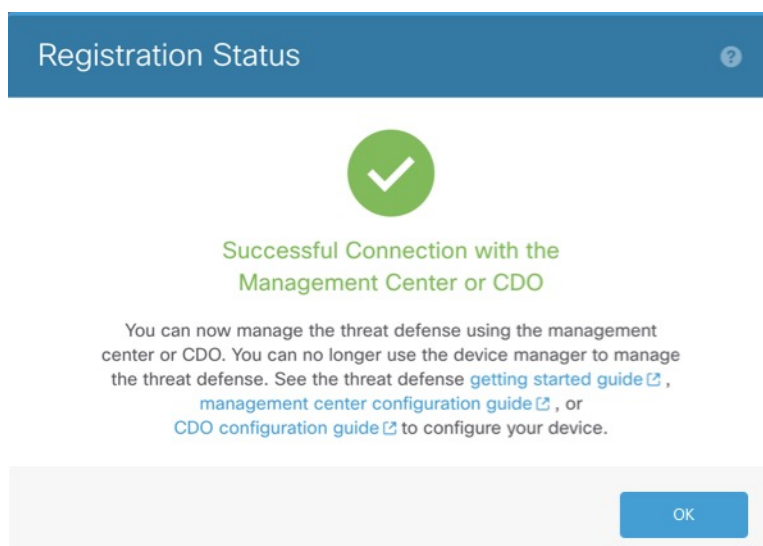 Registration Status
?
Successful Connection with the
Management Center or CDO
You can now manage the threat defense using the management
center or CDO. You can no longer use the device manager to manage
the threat defense. See the threat defense getting started guide ,
management center configuration guide , or
CDO configuration guide to configure your device.
OK